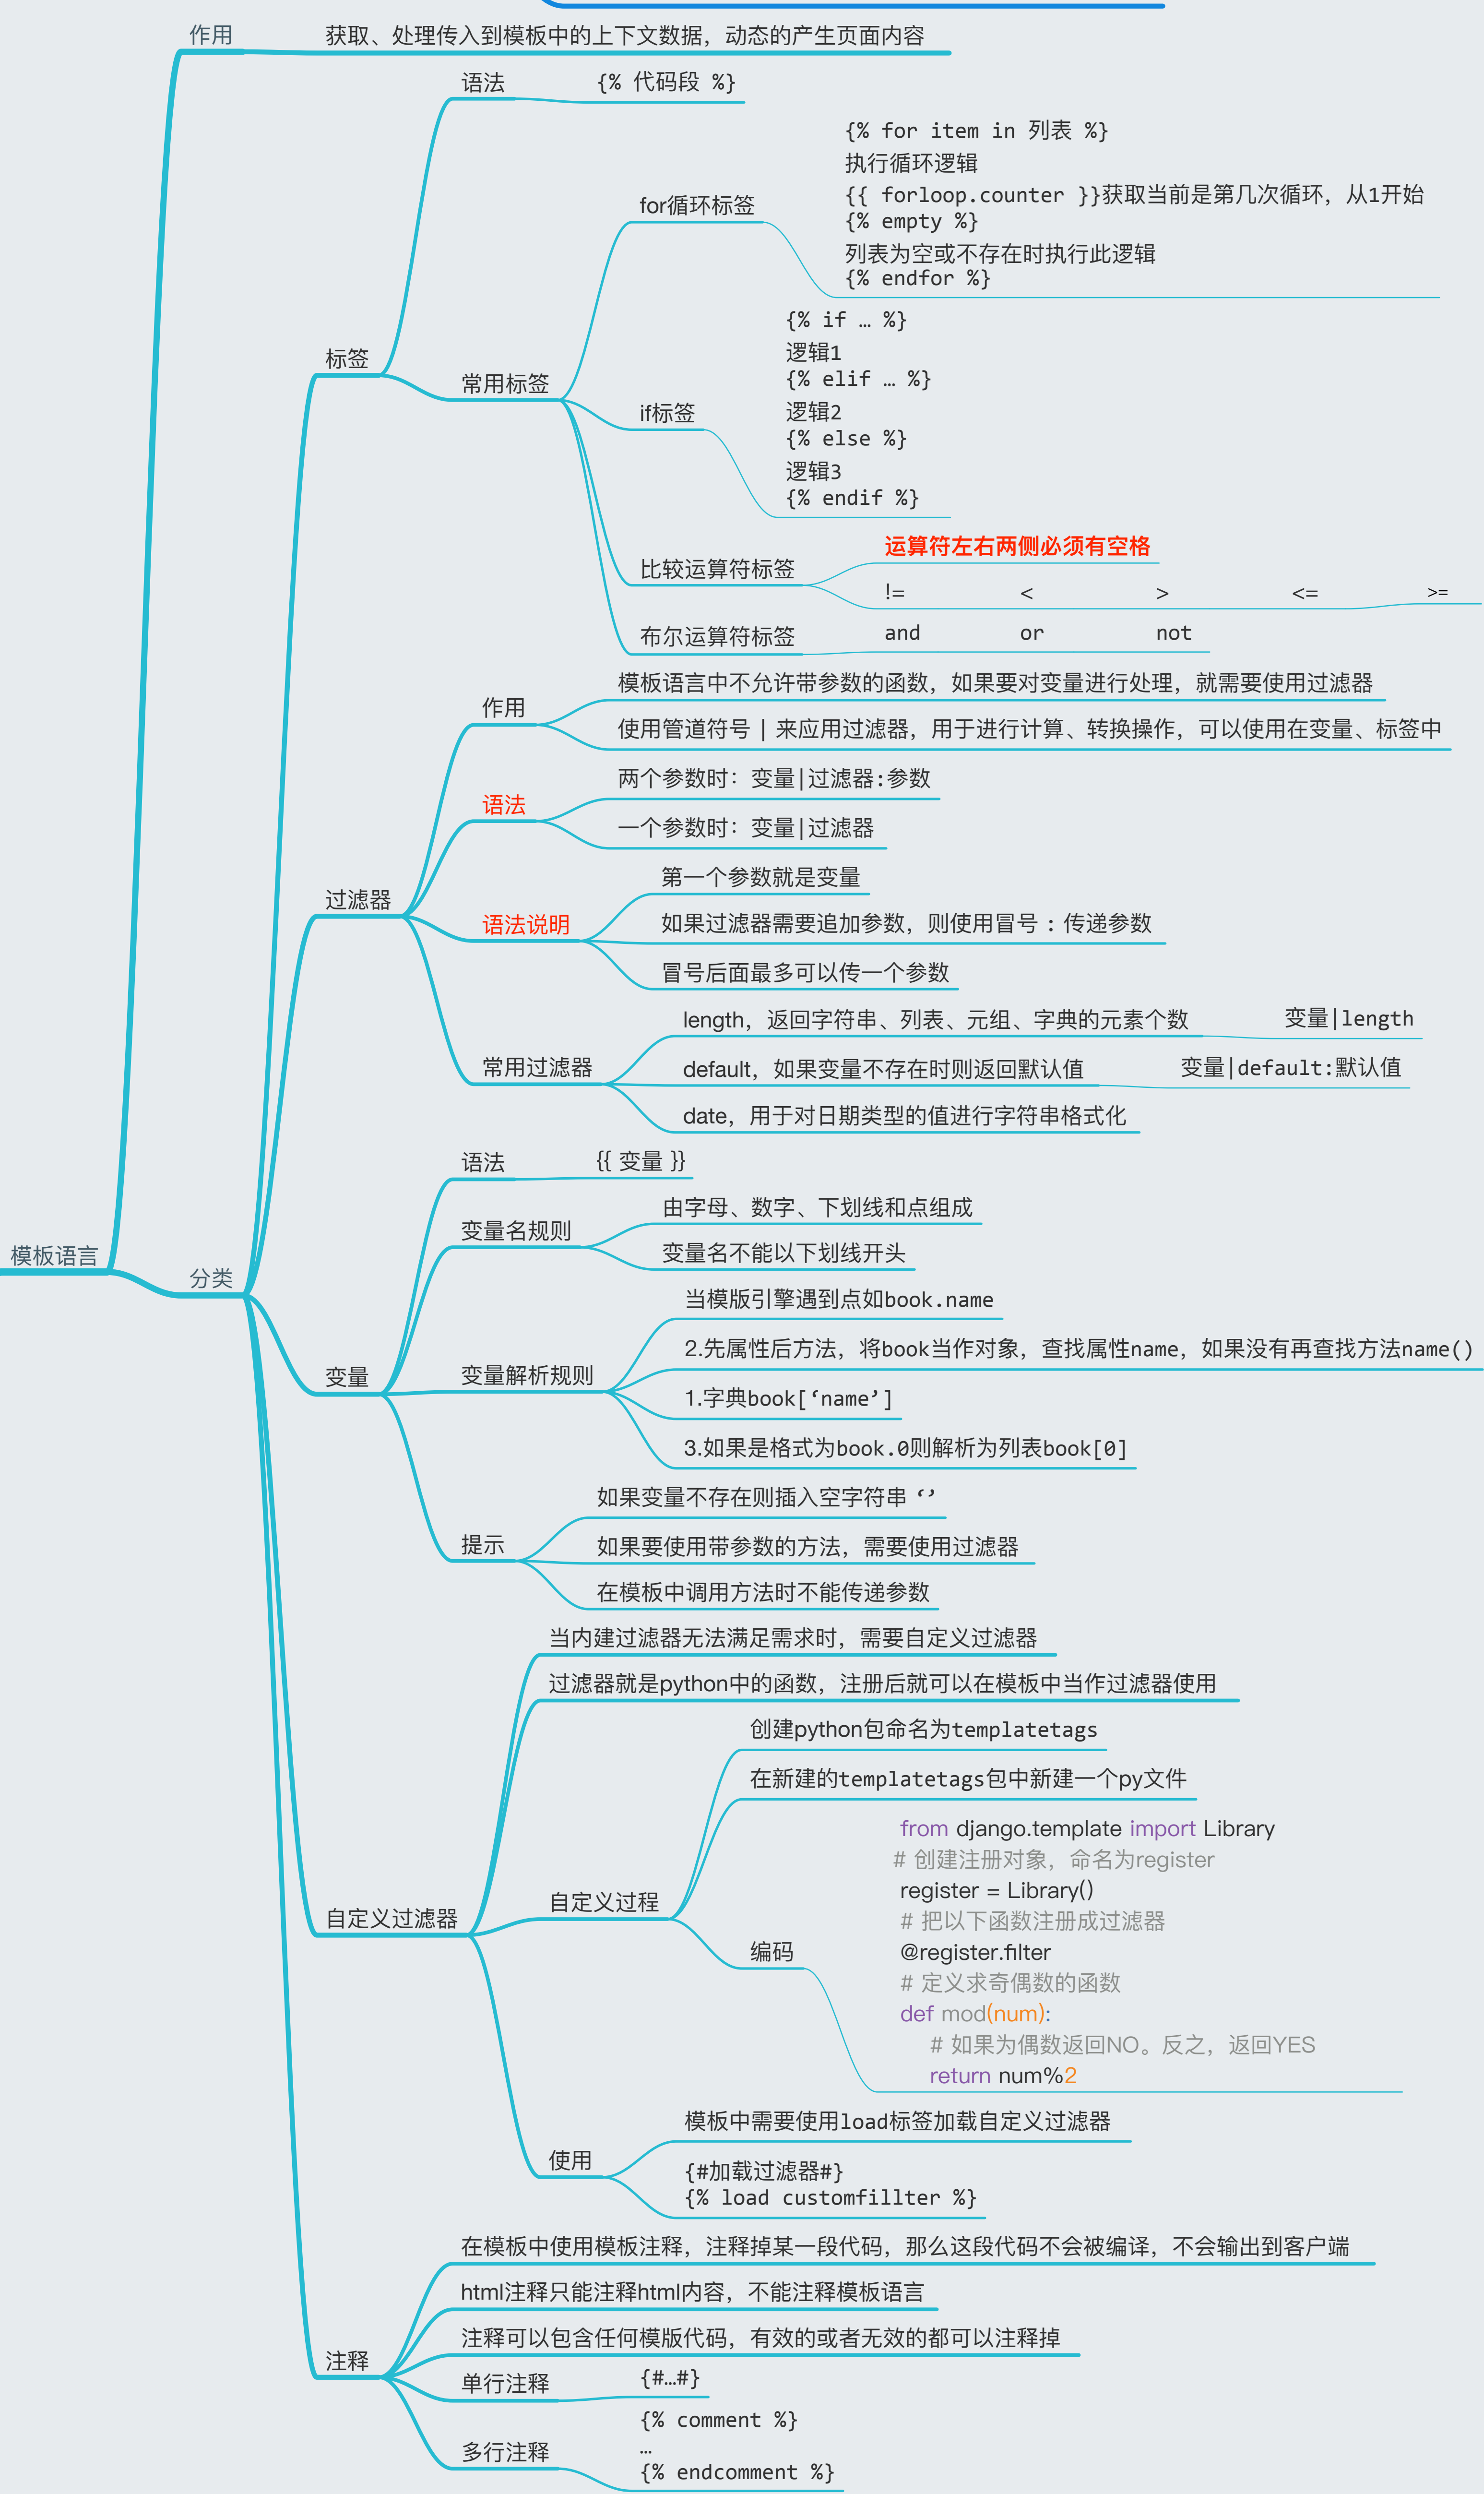 模板语言
作用
获取、处理传入到模板中的上下文数据，动态的产生页面内容
分类
标签
语法
{% 代码段 %}
常用标签
for循环标签
{% for item in 列表 %}
执行循环逻辑
{{ forloop.counter }}获取当前是第几次循环，从1开始
{% empty %}
列表为空或不存在时执行此逻辑
{% endfor %}
if标签
{% if … %}
逻辑1
{% elif … %}
逻辑2
{% else %}
逻辑3
{% endif %}
比较运算符标签
运算符左右两侧必须有空格
!= < > <= >=
布尔运算符标签
and or not
过滤器
作用
模板语言中不允许带参数的函数，如果要对变量进行处理，就需要使用过滤器
使用管道符号 | 来应用过滤器，用于进行计算、转换操作，可以使用在变量、标签中
语法
两个参数时：变量|过滤器:参数
一个参数时：变量|过滤器
语法说明
第一个参数就是变量
如果过滤器需要追加参数，则使用冒号 : 传递参数
冒号后面最多可以传一个参数
常用过滤器
length，返回字符串、列表、元组、字典的元素个数
变量|length
default，如果变量不存在时则返回默认值
变量|default:默认值
date，用于对日期类型的值进行字符串格式化
变量
语法
{{ 变量 }}
变量名规则
由字母、数字、下划线和点组成
变量名不能以下划线开头
变量解析规则
当模版引擎遇到点如book.name
2.先属性后方法，将book当作对象，查找属性name，如果没有再查找方法name()
1.字典book[‘name’]
3.如果是格式为book.0则解析为列表book[0]
提示
如果变量不存在则插入空字符串 ‘’
如果要使用带参数的方法，需要使用过滤器
在模板中调用方法时不能传递参数
自定义过滤器
当内建过滤器无法满足需求时，需要自定义过滤器
过滤器就是python中的函数，注册后就可以在模板中当作过滤器使用
自定义过程
创建python包命名为templatetags
在新建的templatetags包中新建一个py文件
编码
from django.template import Library
# 创建注册对象，命名为register
register = Library()
# 把以下函数注册成过滤器
@register.filter
# 定义求奇偶数的函数
def mod(num):
# 如果为偶数返回NO。反之，返回YES
return num%2
使用
模板中需要使用load标签加载自定义过滤器
{#加载过滤器#}
{% load customfillter %}
注释
在模板中使用模板注释，注释掉某一段代码，那么这段代码不会被编译，不会输出到客户端
html注释只能注释html内容，不能注释模板语言
注释可以包含任何模版代码，有效的或者无效的都可以注释掉
单行注释
{#…#}
多行注释
{% comment %}
…
{% endcomment %}